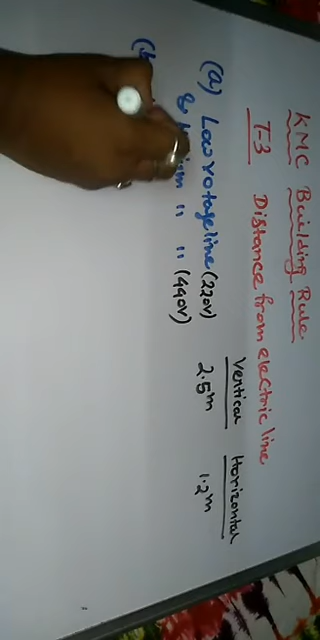 KMC Building Rule
T-3 Distance from electric line
Vertical Horizontal
(a) Low voltage line (220V) 2.5m 1.2m
& " " (440V)
(b